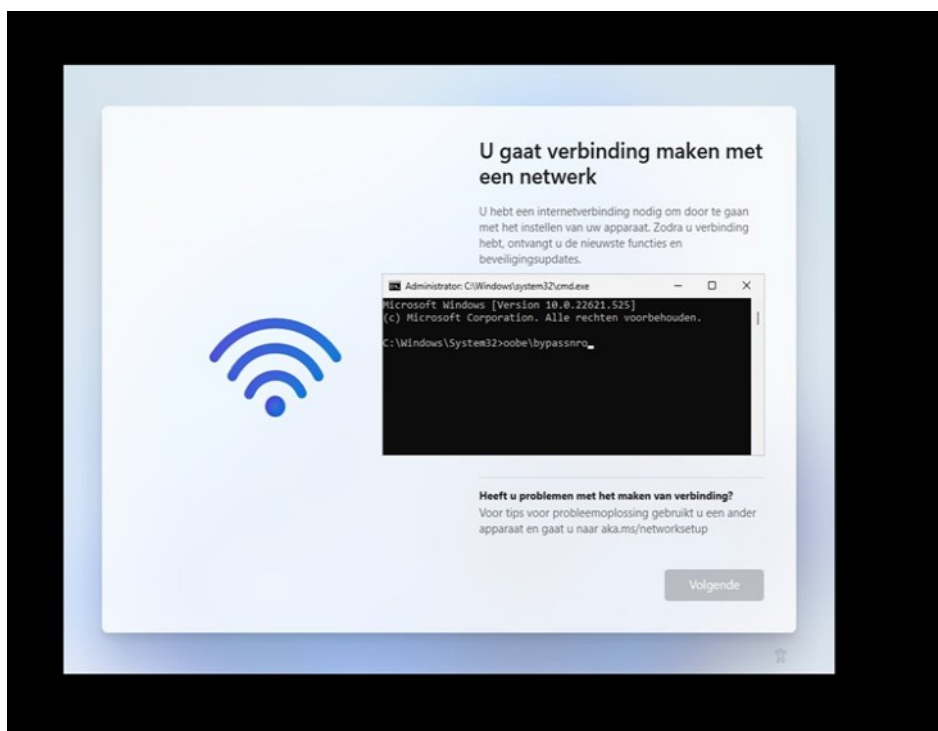 U gaat verbinding maken met
een netwerk
U hebt een internetverbinding nodig om door te gaan
met het instellen van uw apparaat. Zodra u verbinding
hebt, ontvangt u de nieuwste functies en
beveiligingsupdates.
Administrator: C:\Windows\system32\cmd.exe
Microsoft Windows [Version 10.0.22621.525]
(c) Microsoft Corporation. Alle rechten voorbehouden.
C:\Windows\System32>oobe\bypassnro_
Heeft u problemen met het maken van verbinding?
Voor tips voor probleemoplossing gebruikt u een ander
apparaat en gaat u naar aka.ms/networksetup
Volgende